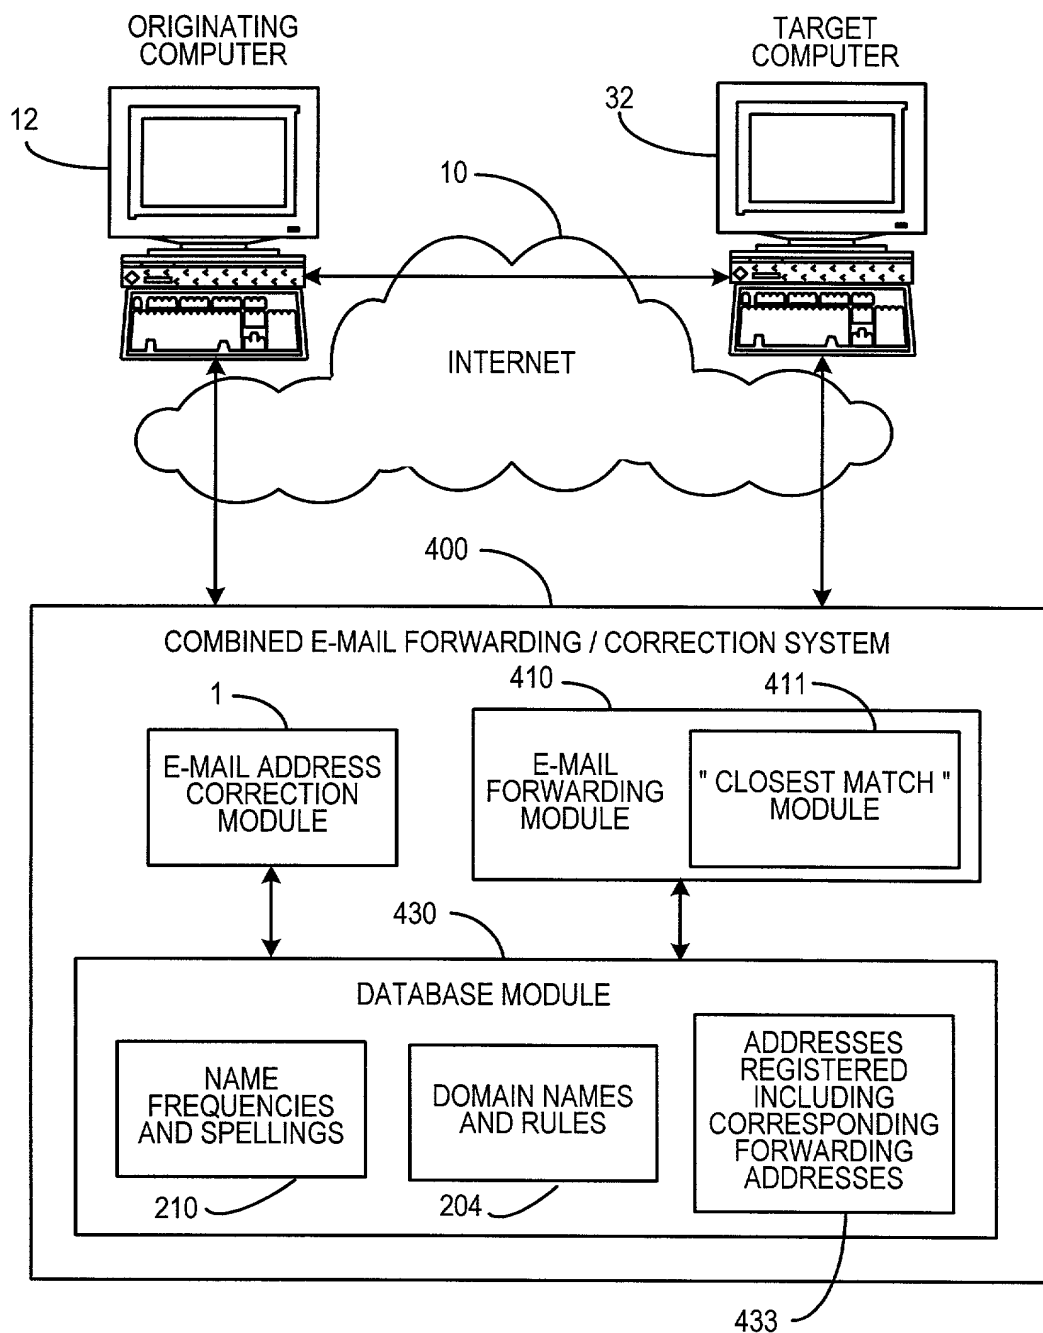 ORIGINATING
COMPUTER
TARGET
COMPUTER
12
32
10
INTERNET
400
COMBINED E-MAIL FORWARDING / CORRECTION SYSTEM
1
410
411
E-MAIL ADDRESS
CORRECTION
MODULE
E-MAIL
FORWARDING
MODULE
" CLOSEST MATCH "
MODULE
430
DATABASE MODULE
NAME
FREQUENCIES
AND SPELLINGS
DOMAIN NAMES
AND RULES
ADDRESSES
REGISTERED
INCLUDING
CORRESPONDING
FORWARDING
ADDRESSES
210
204
433